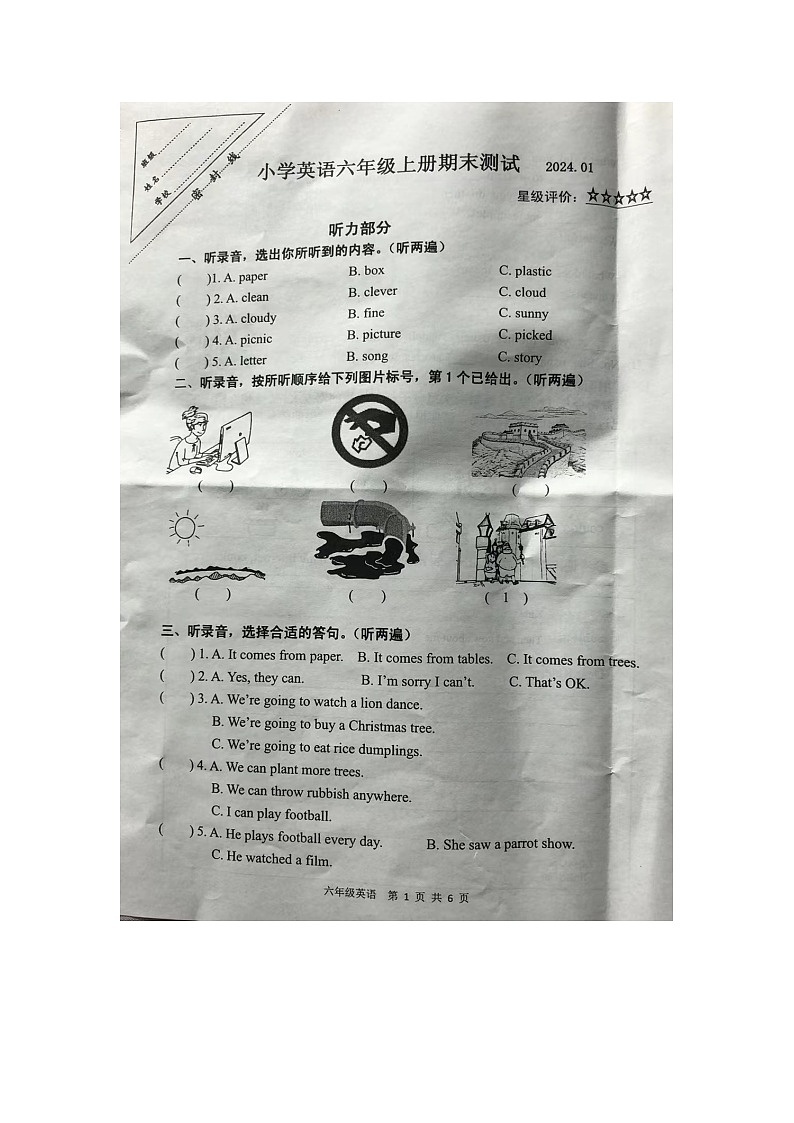 班级
姓名
学校
密 封 线
小学英语六年级上册期末测试 2024.01
星级评价：☆☆☆☆☆
听力部分
一、听录音，选出你所听到的内容。（听两遍）
( )1. A. paper B. box C. plastic
( ) 2. A. clean B. clever C. cloud
( ) 3. A. cloudy B. fine C. sunny
( ) 4. A. picnic B. picture C. picked
( ) 5. A. letter B. song C. story
二、听录音，按所听顺序给下列图片标号，第 1 个已给出。（听两遍）
( ) ( ) ( )
( ) ( ) ( 1 )
三、听录音，选择合适的答句。（听两遍）
( ) 1. A. It comes from paper. B. It comes from tables. C. It comes from trees.
( ) 2. A. Yes, they can. B. I'm sorry I can't. C. That's OK.
( ) 3. A. We're going to watch a lion dance.
B. We're going to buy a Christmas tree.
C. We're going to eat rice dumplings.
( ) 4. A. We can plant more trees.
B. We can throw rubbish anywhere.
C. I can play football.
( ) 5. A. He plays football every day. B. She saw a parrot show.
C. He watched a film.
六年级英语 第 1 页 共 6 页